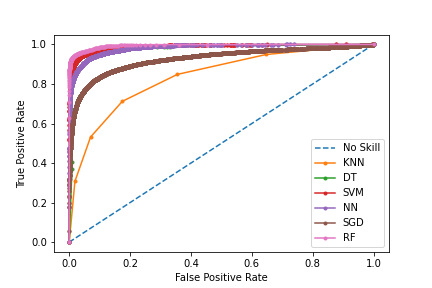 True Positive Rate
1.0
0.8
0.6
0.4
0.2
0.0
No Skill
KNN
DT
SVM
NN
SGD
RF
0.0 0.2 0.4 0.6 0.8 1.0
False Positive Rate